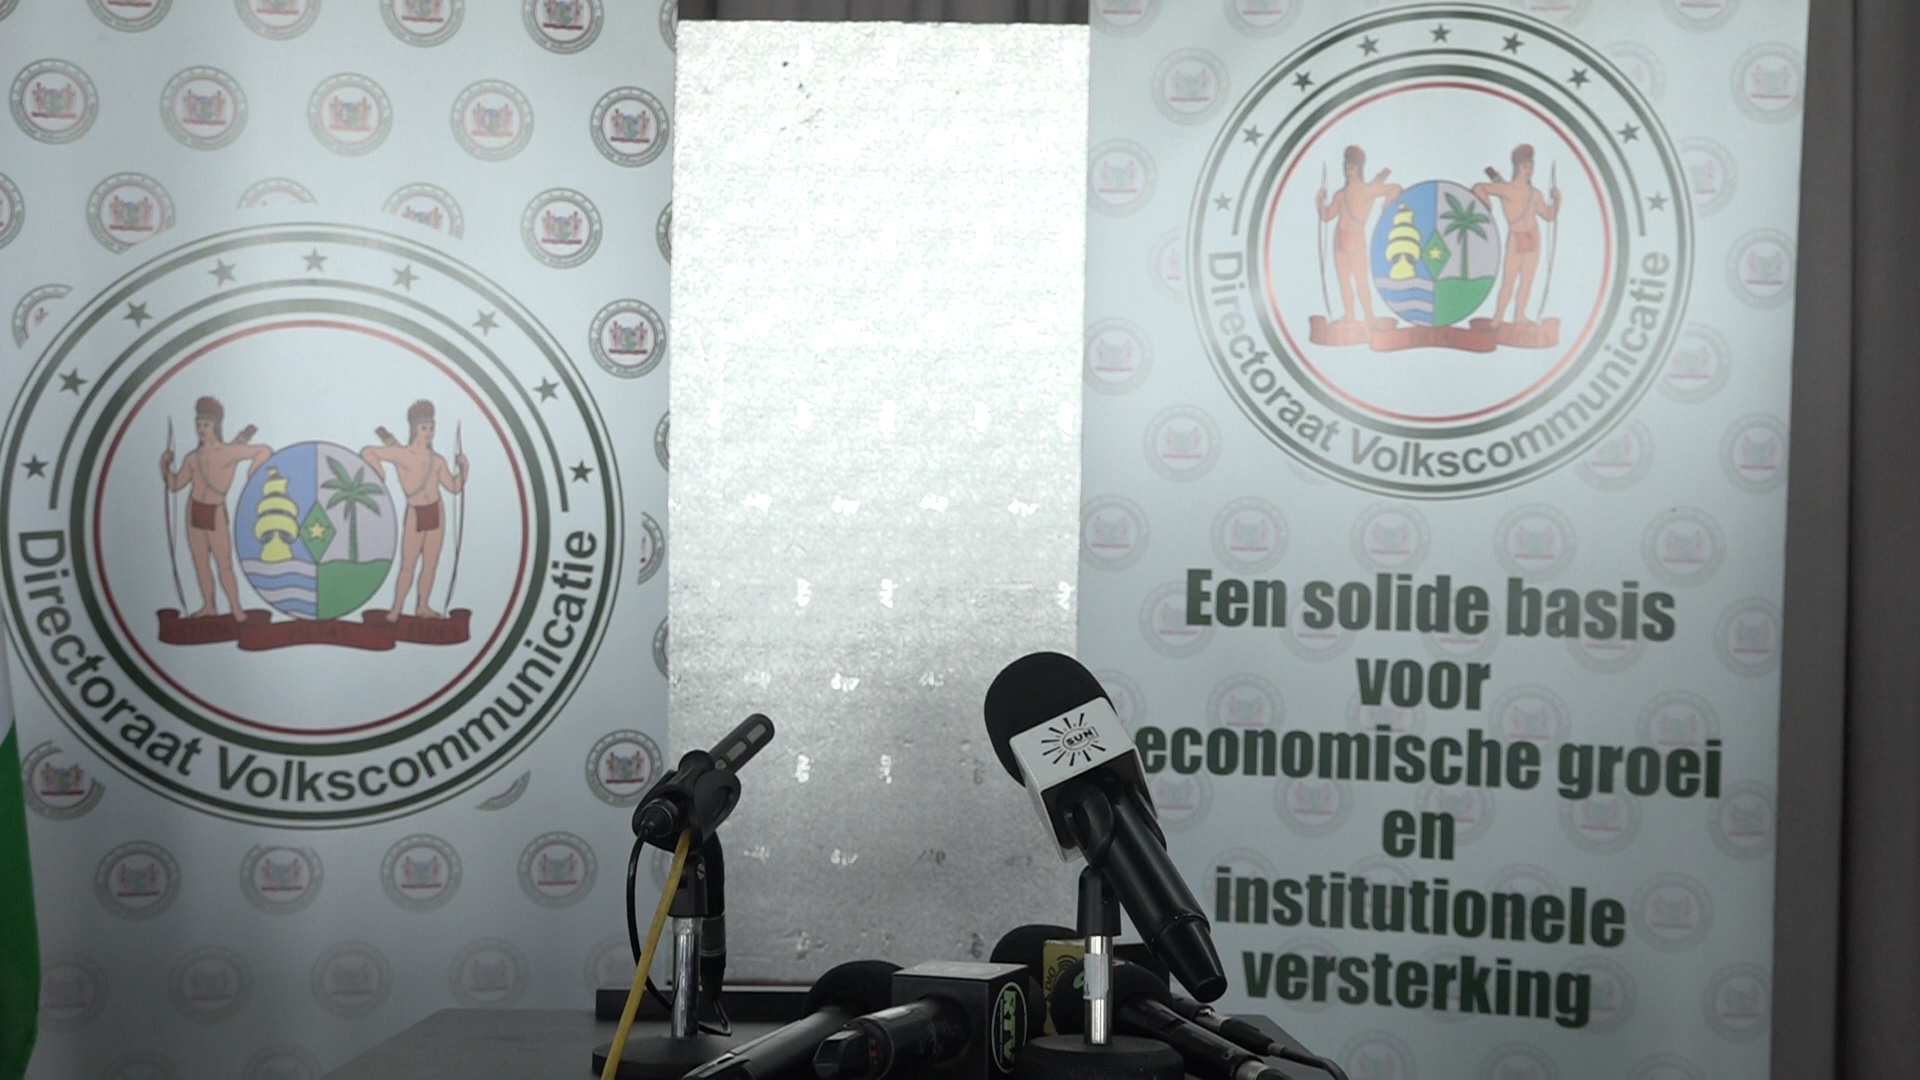 Directoraat Volkscommunicatie
Directoraat Volkscommunicatie
Een solide basis
voor
economische groei
en
institutionele
versterking
SUN
RTV